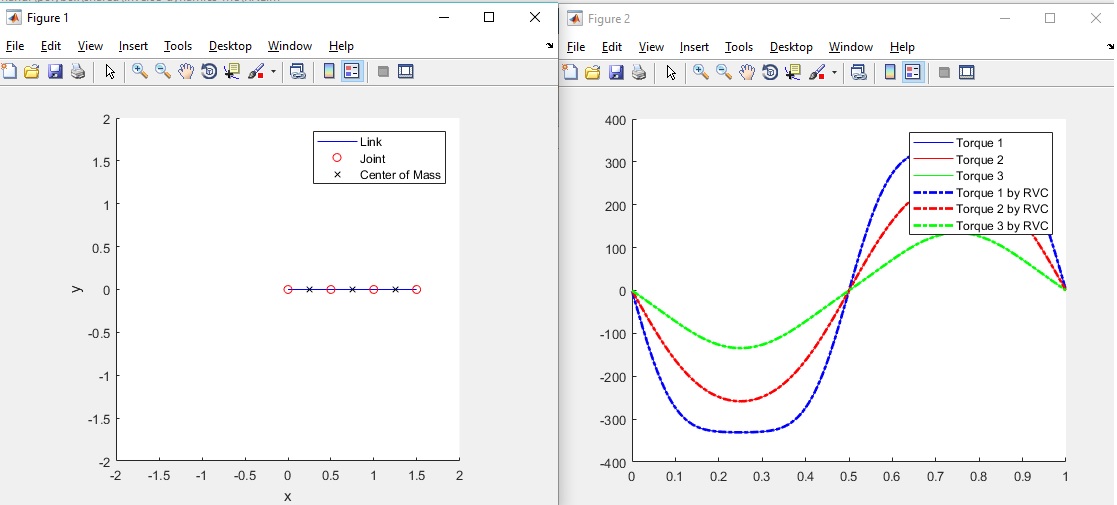 Figure 1
File Edit View Insert Tools Desktop Window Help
2
1.5
1
0.5
0
-0.5
-1
-1.5
-2
y
-2 -1.5 -1 -0.5 0 0.5 1 1.5 2
x
Link
Joint
Center of Mass
Figure 2
File Edit View Insert Tools Desktop Window Help
400
300
200
100
0
-100
-200
-300
-400
0 0.1 0.2 0.3 0.4 0.5 0.6 0.7 0.8 0.9 1
Torque 1
Torque 2
Torque 3
Torque 1 by RVC
Torque 2 by RVC
Torque 3 by RVC